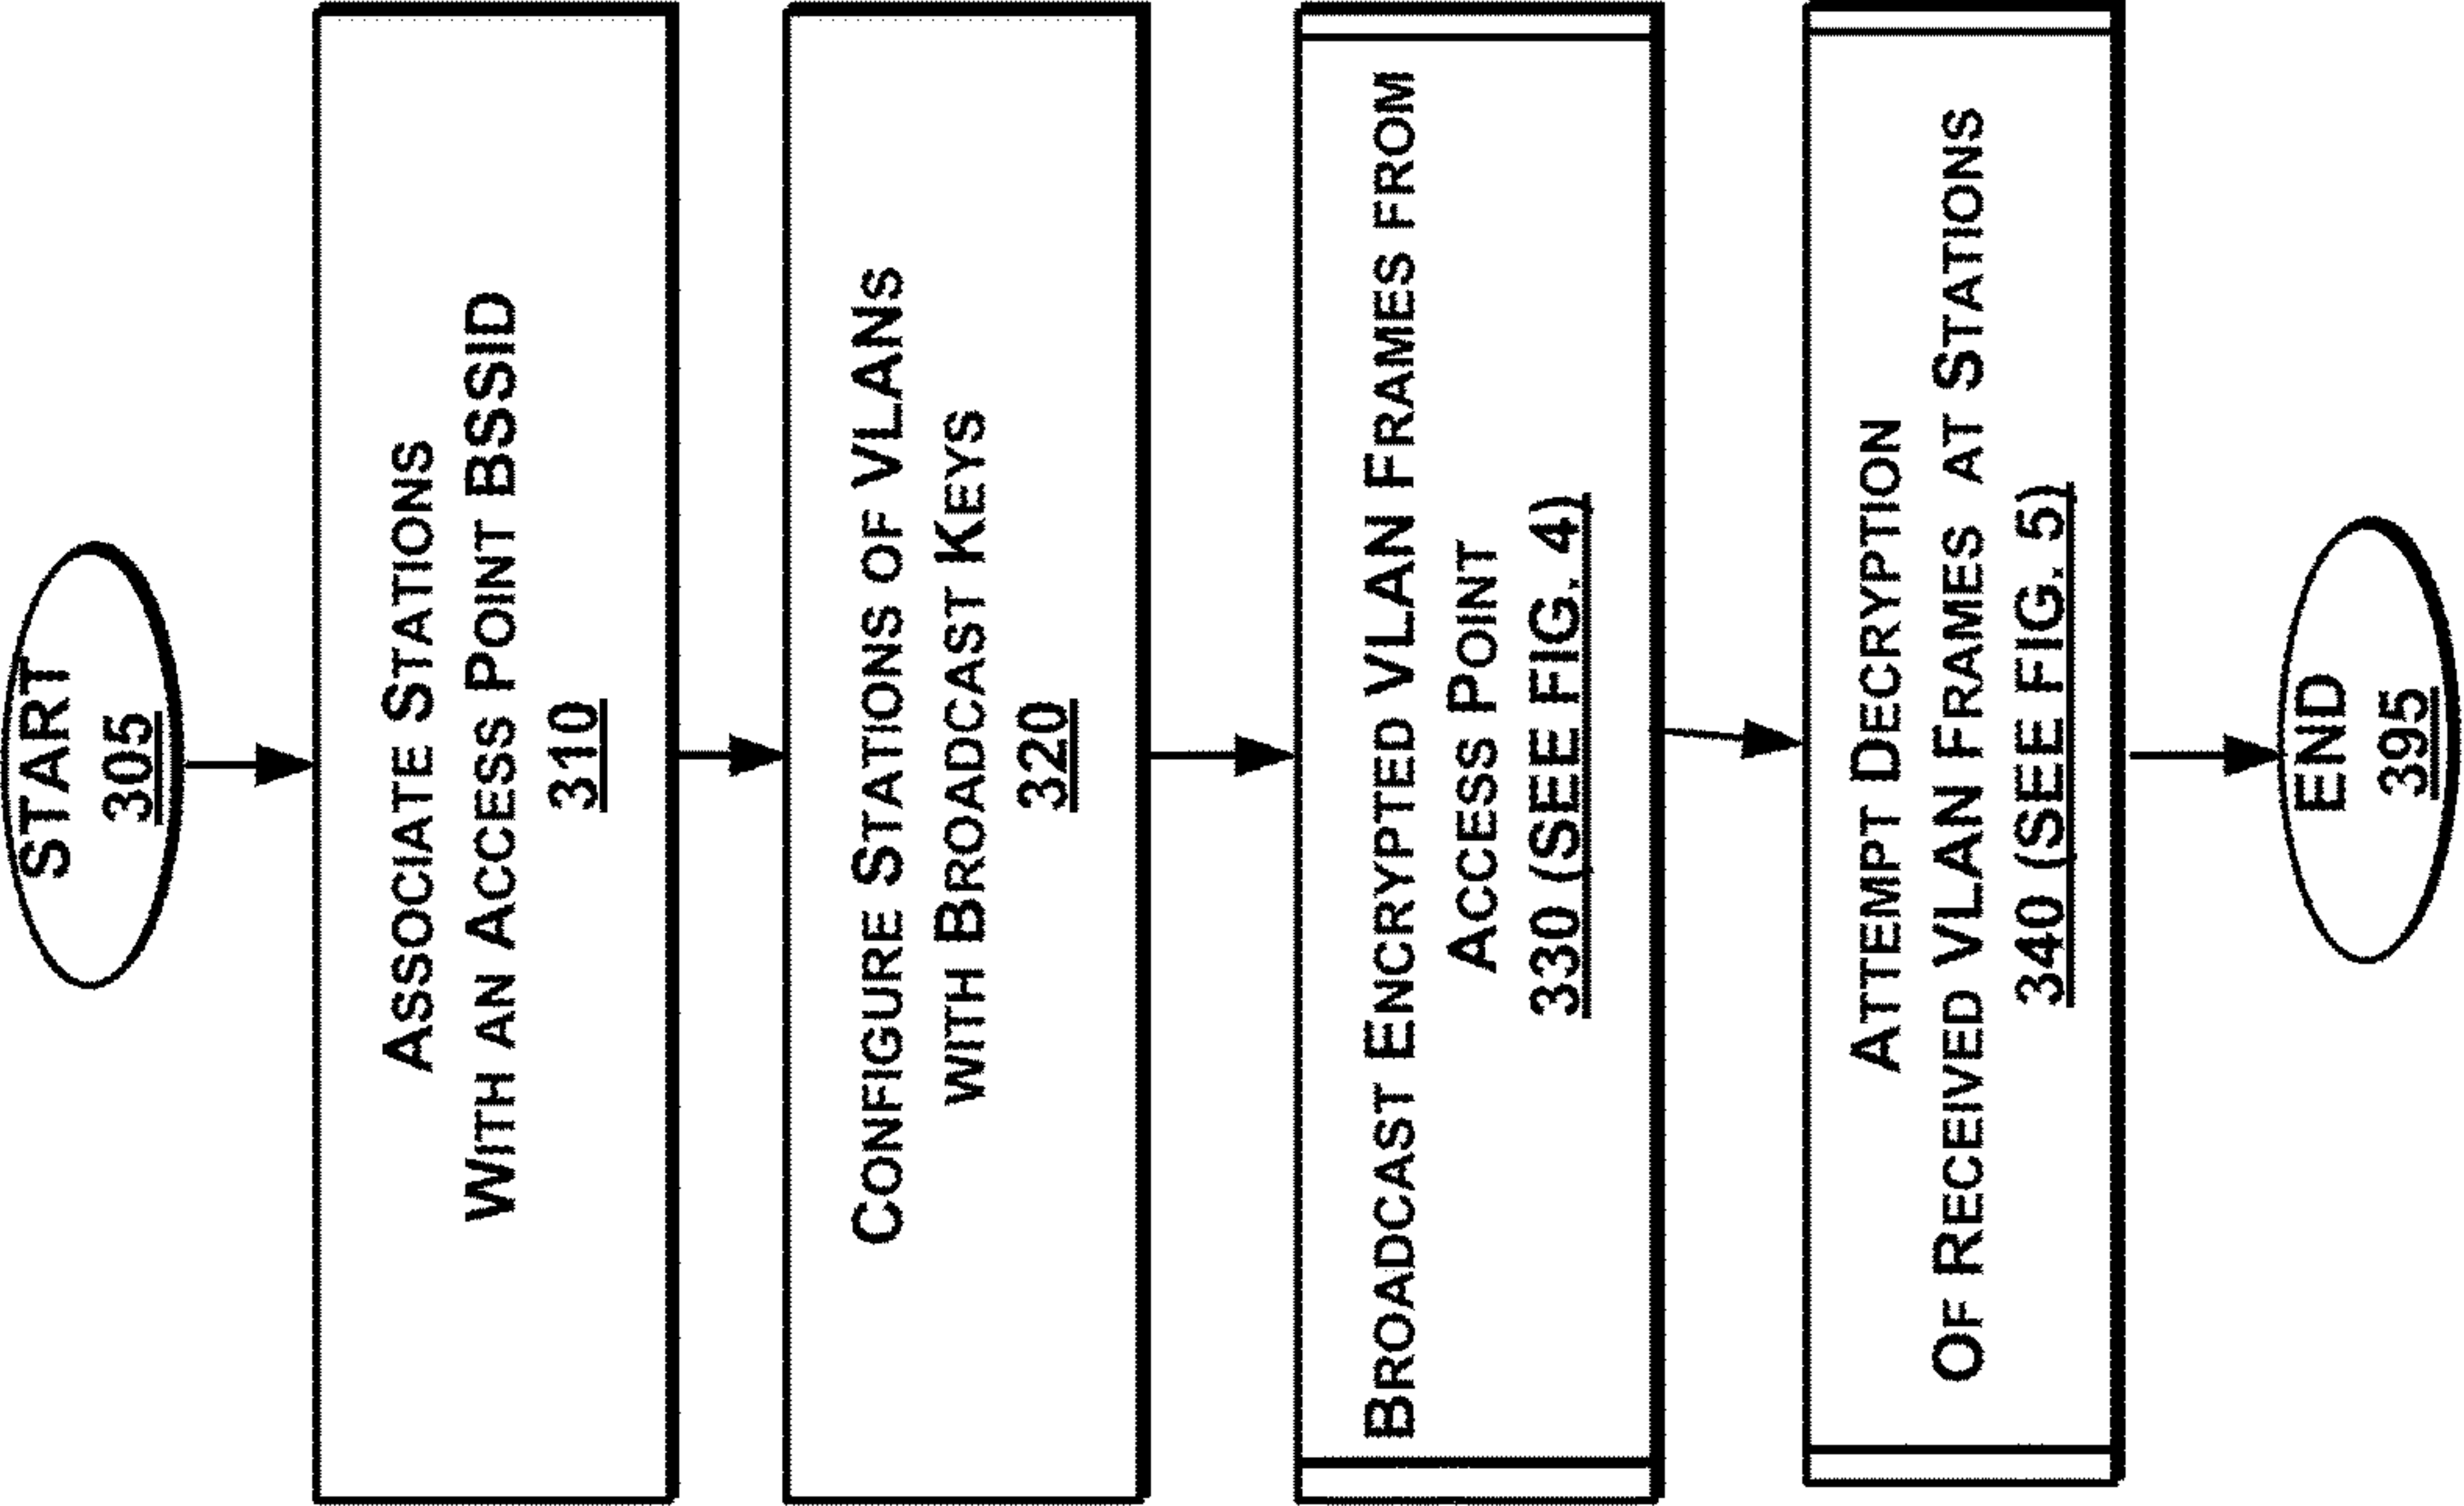 START
305
ASSOCIATE STATIONS
WITH AN ACCESS POINT BSSID
310
CONFIGURE STATIONS OF VLANS
WITH BROADCAST KEYS
320
BROADCAST ENCRYPTED VLAN FRAMES FROM
ACCESS POINT
330 (SEE FIG. 4)
ATTEMPT DECRYPTION
OF RECEIVED VLAN FRAMES AT STATIONS
340 (SEE FIG. 5)
END
395